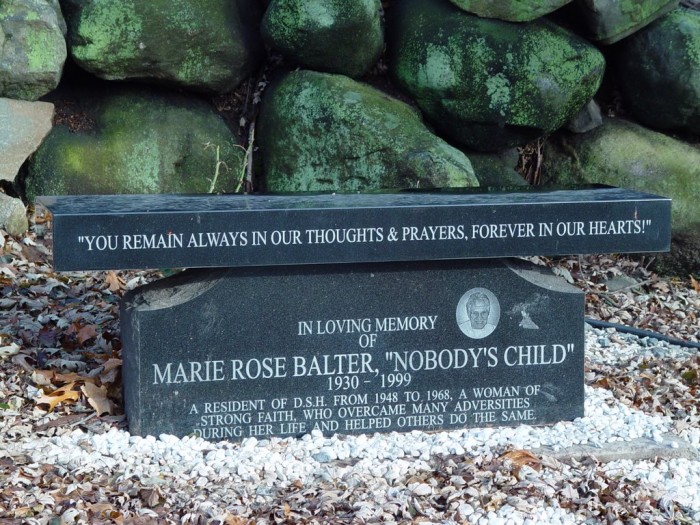 "YOU REMAIN ALWAYS IN OUR THOUGHTS & PRAYERS, FOREVER IN OUR HEARTS!"
IN LOVING MEMORY
OF
MARIE ROSE BALTER, "NOBODY'S CHILD"
1930 - 1999
A RESIDENT OF D.S.H. FROM 1948 TO 1968, A WOMAN OF
STRONG FAITH, WHO OVERCAME MANY ADVERSITIES
DURING HER LIFE AND HELPED OTHERS DO THE SAME.